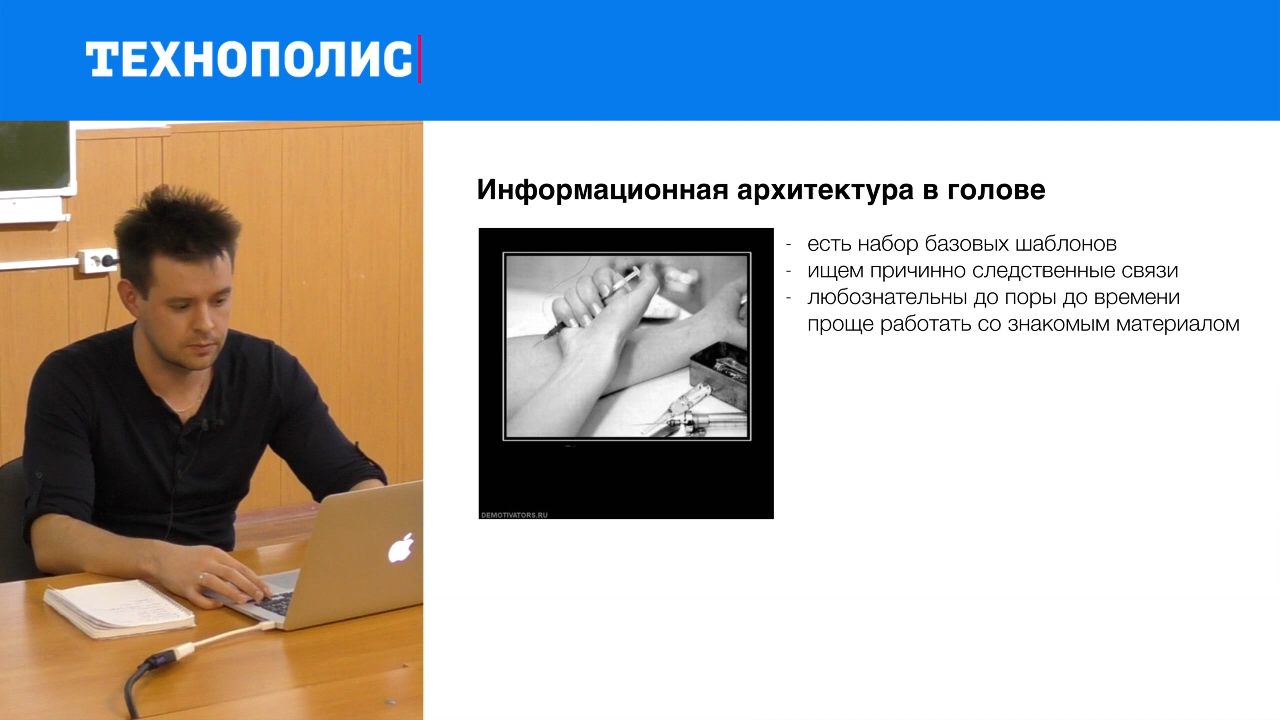 ТЕХНОПОЛИС
Информационная архитектура в голове
- есть набор базовых шаблонов
- ищем причинно следственные связи
- любознательны до поры до времени
проще работать со знакомым материалом
DEMOTIVATORS.RU